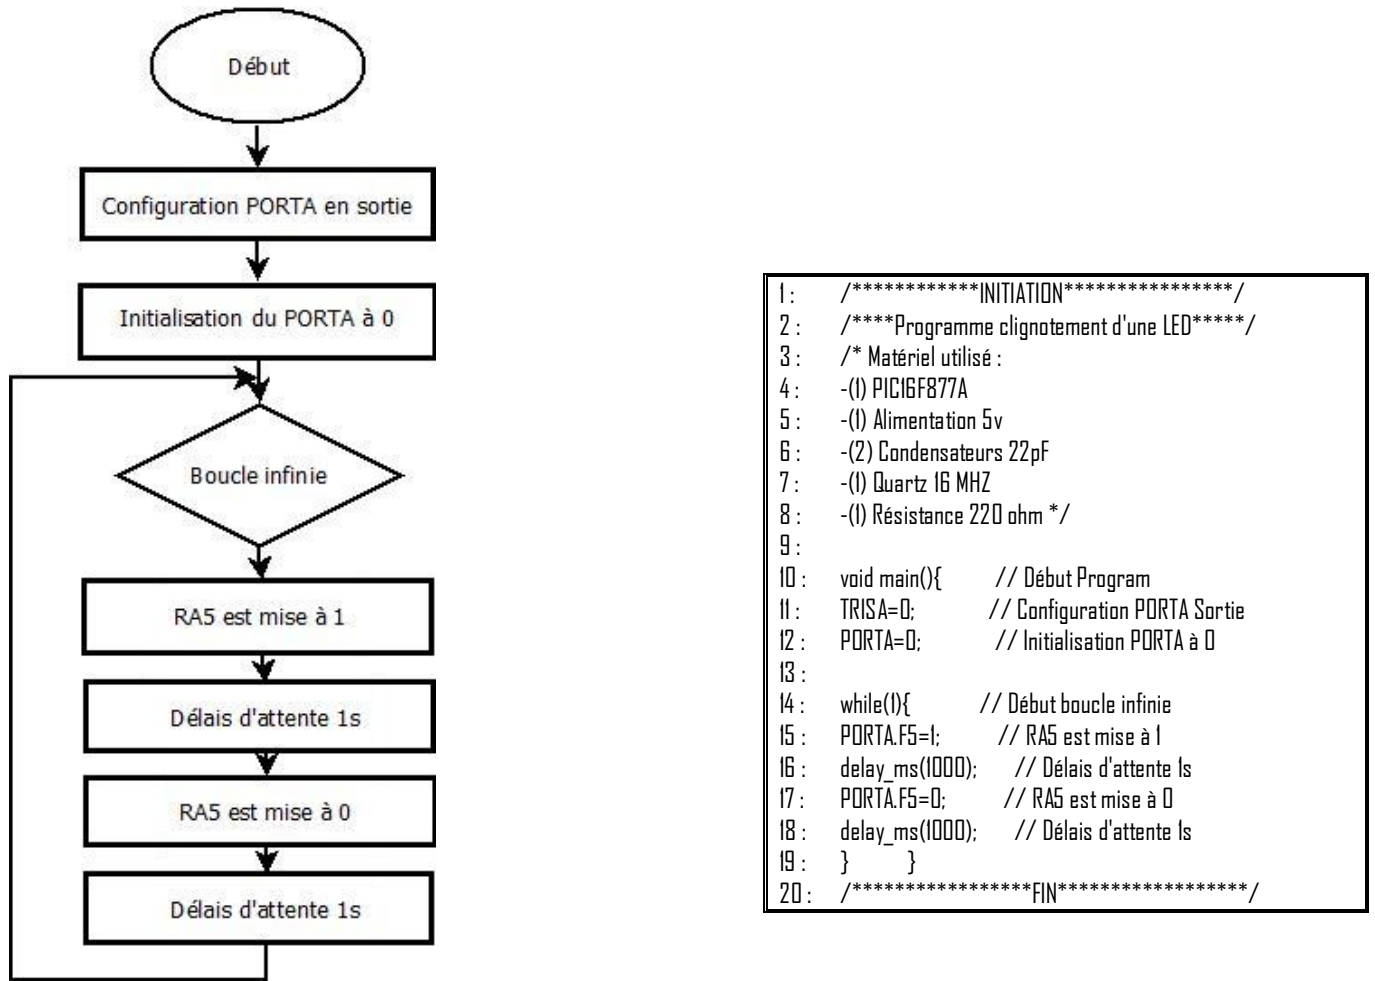 Début
Configuration PORTA en sortie
Initialisation du PORTA à 0
Boucle infinie
RA5 est mise à 1
Délais d'attente 1s
RA5 est mise à 0
Délais d'attente 1s
1 : /************INITIATION****************/
2 : /****Programme clignotement d'une LED*****/
3 : /* Matériel utilisé :
4 : -(1) PIC16F877A
5 : -(1) Alimentation 5v
6 : -(2) Condensateurs 22pF
7 : -(1) Quartz 16 MHZ
8 : -(1) Résistance 220 ohm */
9 :
10 : void main(){ // Début Program
11 : TRISA=0; // Configuration PORTA Sortie
12 : PORTA=0; // Initialisation PORTA à 0
13 :
14 : while(1){ // Début boucle infinie
15 : PORTA.F5=1; // RA5 est mise à 1
16 : delay_ms(1000); // Délais d'attente 1s
17 : PORTA.F5=0; // RA5 est mise à 0
18 : delay_ms(1000); // Délais d'attente 1s
19 : } }
20 : /*****************FIN******************/